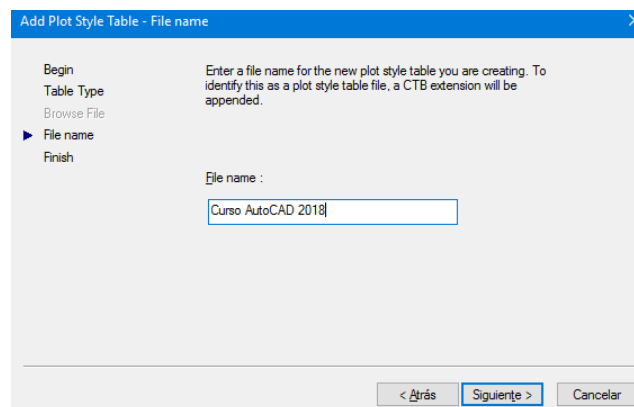 Add Plot Style Table - File name
Begin
Table Type
Browse File
File name
Finish
Enter a file name for the new plot style table you are creating. To
identify this as a plot style table file, a CTB extension will be
appended.
File name :
Curso AutoCAD 2018
< Atrás
Siguiente >
Cancelar